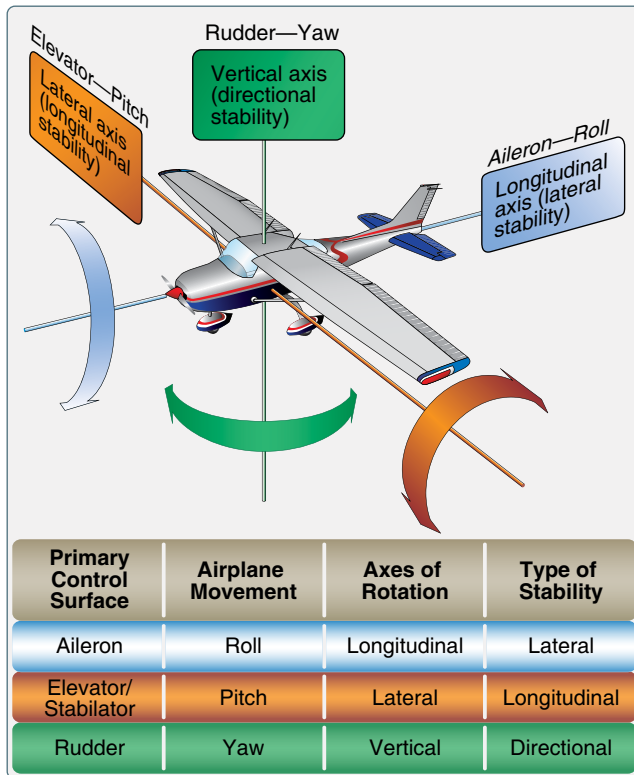 Rudder—Yaw
Vertical axis
(directional
stability)
Elevator—Pitch
Lateral axis
(longitudinal
stability)
Aileron—Roll
Longitudinal
axis (lateral
stability)
Primary
Control
Surface
Airplane
Movement
Axes of
Rotation
Type of
Stability
Aileron
Roll
Longitudinal
Lateral
Elevator/
Stabilator
Pitch
Lateral
Longitudinal
Rudder
Yaw
Vertical
Directional